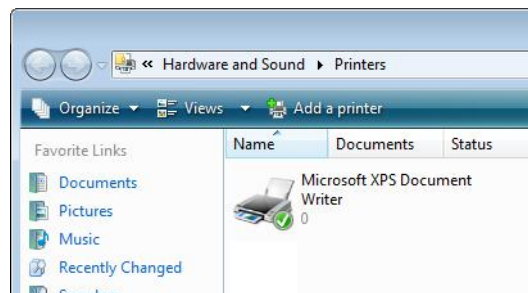 « Hardware and Sound ▸ Printers
Organize Views Add a printer
Favorite Links
Documents
Pictures
Music
Recently Changed
Name Documents Status
Microsoft XPS Document
Writer
0